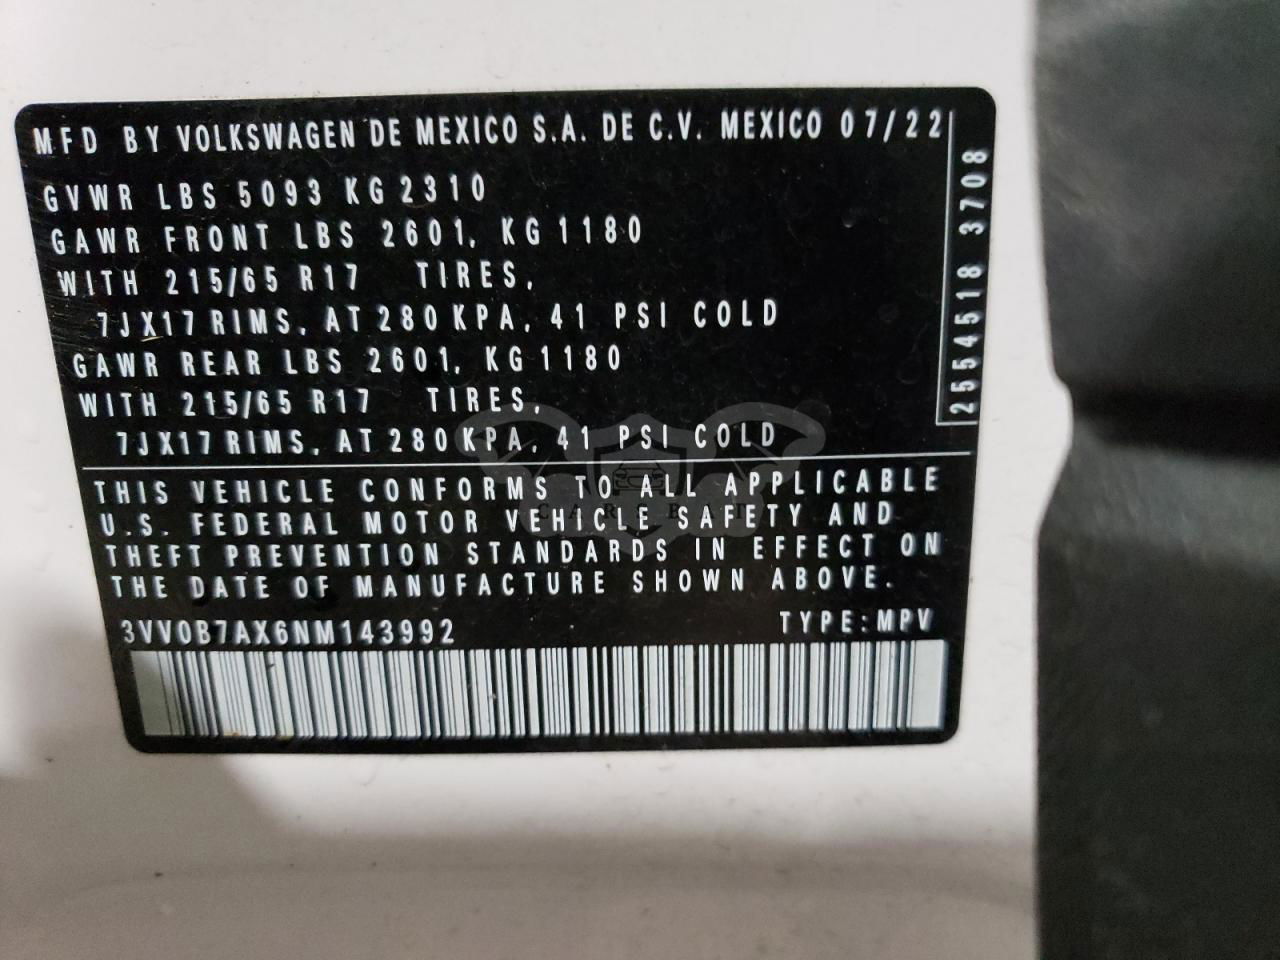 MFD BY VOLKSWAGEN DE MEXICO S.A. DE C.V. MEXICO 07/22
GVWR LBS 5093 KG 2310
GAWR FRONT LBS 2601, KG 1180
WITH 215/65 R17 TIRES,
7JX17 RIMS, AT 280 KPA, 41 PSI COLD
GAWR REAR LBS 2601, KG 1180
WITH 215/65 R17 TIRES,
7JX17 RIMS, AT 280 KPA, 41 PSI COLD
2554518 3708
THIS VEHICLE CONFORMS TO ALL APPLICABLE
U.S. FEDERAL MOTOR VEHICLE SAFETY AND
THEFT PREVENTION STANDARDS IN EFFECT ON
THE DATE OF MANUFACTURE SHOWN ABOVE.
3VV0B7AX6NM143992 TYPE:MPV